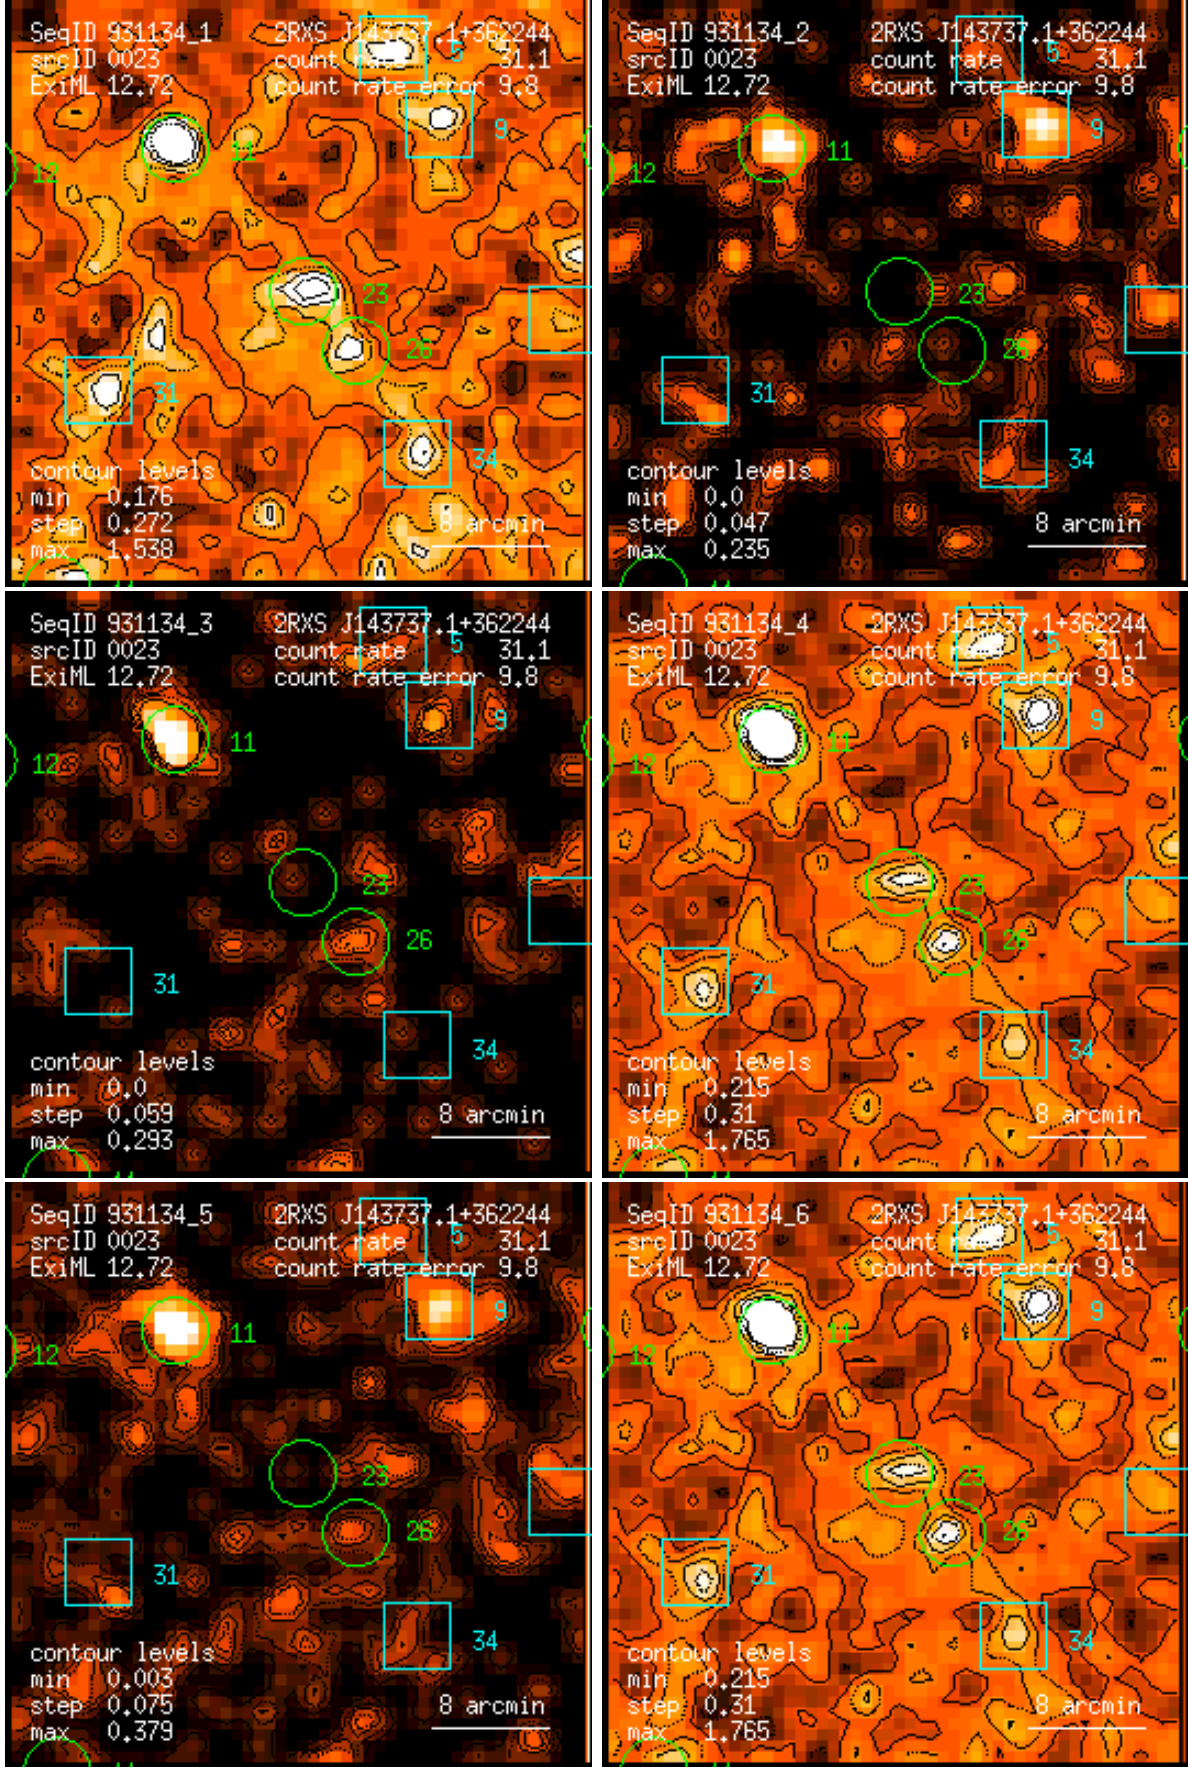 SeqID 931134_1 2RXS J143737.1+362244
srcID 0023 count rate 31.1
ExiML 12.72 count rate error 9.8
5
9
11
12
23
26
31
34
contour levels
min 0.176
step 0.272
max 1.538
8 arcmin
SeqID 931134_2 2RXS J143737.1+362244
srcID 0023 count rate 31.1
ExiML 12.72 count rate error 9.8
5
9
11
12
23
26
31
34
contour levels
min 0.0
step 0.047
max 0.235
8 arcmin
SeqID 931134_3 2RXS J143737.1+362244
srcID 0023 count rate 31.1
ExiML 12.72 count rate error 9.8
5
9
11
12
23
26
31
34
contour levels
min 0.0
step 0.059
max 0.293
8 arcmin
SeqID 931134_4 2RXS J143737.1+362244
srcID 0023 count rate 31.1
ExiML 12.72 count rate error 9.8
5
9
11
12
23
26
31
34
contour levels
min 0.215
step 0.31
max 1.765
8 arcmin
SeqID 931134_5 2RXS J143737.1+362244
srcID 0023 count rate 31.1
ExiML 12.72 count rate error 9.8
5
9
11
12
23
26
31
34
contour levels
min 0.003
step 0.075
max 0.379
8 arcmin
SeqID 931134_6 2RXS J143737.1+362244
srcID 0023 count rate 31.1
ExiML 12.72 count rate error 9.8
5
9
11
12
23
26
31
34
contour levels
min 0.215
step 0.31
max 1.765
8 arcmin